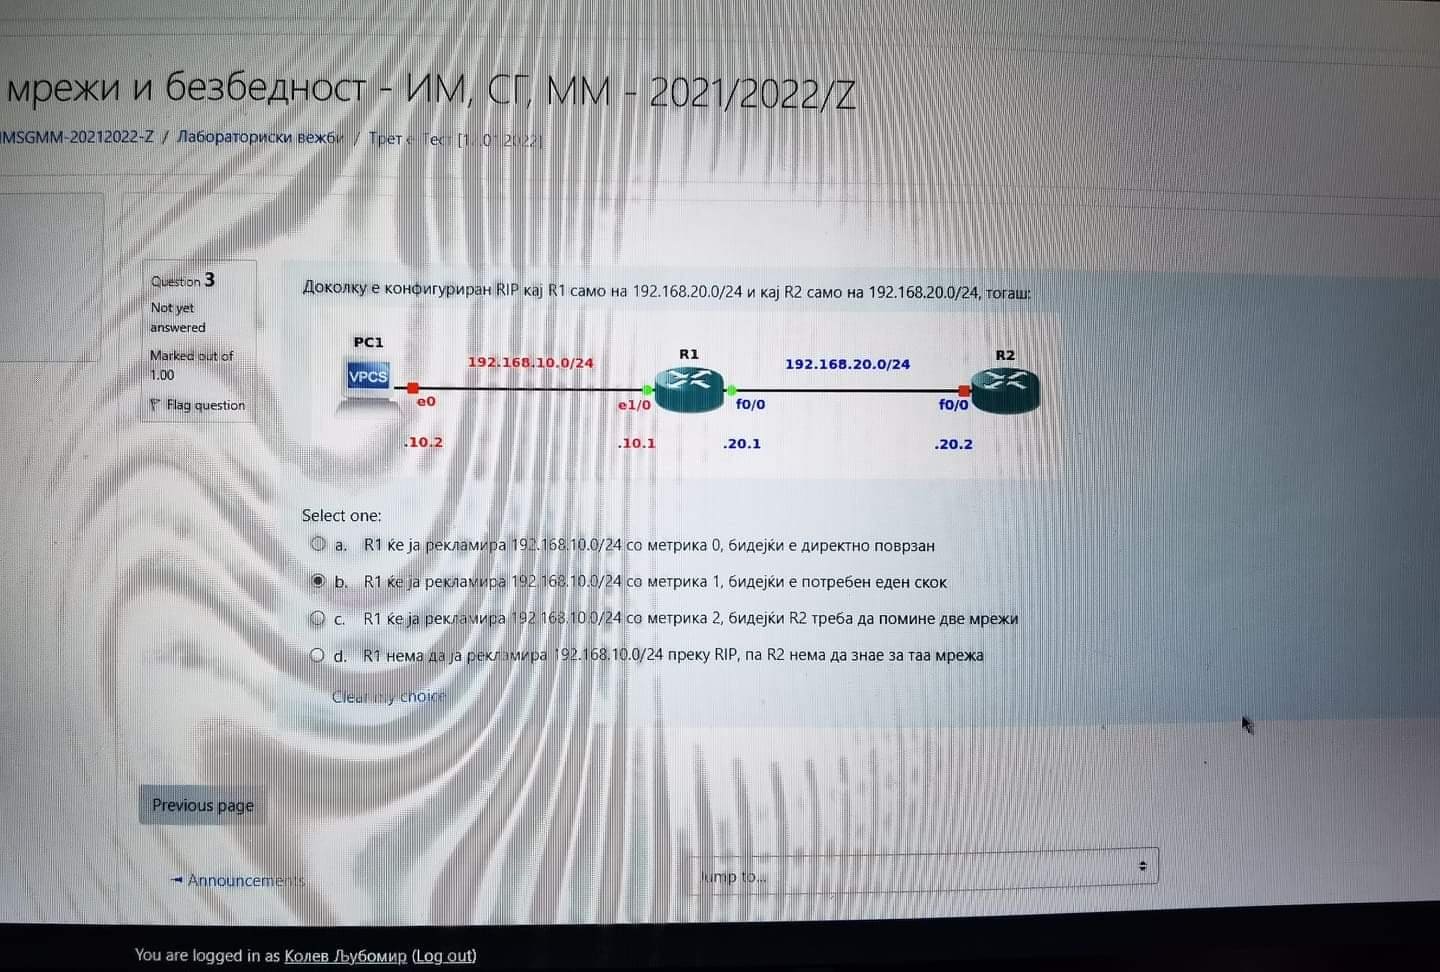 мрежи и безбедност - ИМ, СГ, ММ - 2021/2022/Z
IMSGMM-20212022-Z / Лабораториски вежби / Трет Тест
Question 3
Not yet
answered
Marked out of
1.00
Flag question
Доколку е конфигуриран RIP кај R1 само на 192.168.20.0/24 и кај R2 само на 192.168.20.0/24, тогаш:
PC1
R1
R2
192.168.10.0/24
192.168.20.0/24
VPCS
e0
e1/0
f0/0
f0/0
.10.2
.10.1
.20.1
.20.2
Select one:
a. R1 ќе ја рекламира 192.168.10.0/24 со метрика 0, бидејќи е директно поврзан
b. R1 ќе ја рекламира 192.168.10.0/24 со метрика 1, бидејќи е потребен еден скок
c. R1 ќе ја рекламира 192.168.10.0/24 со метрика 2, бидејќи R2 треба да помине две мрежи
d. R1 нема да ја рекламира 192.168.10.0/24 преку RIP, па R2 нема да знае за таа мрежа
Clear my choice
Previous page
◄ Announcements
Jump to...
You are logged in as Колев Љубомир (Log out)